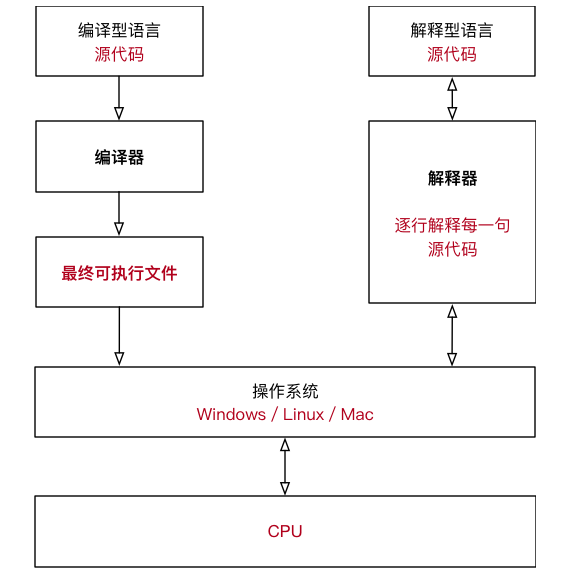 编译型语言
源代码
解释型语言
源代码
编译器
解释器
逐行解释每一句
源代码
最终可执行文件
操作系统
Windows / Linux / Mac
CPU